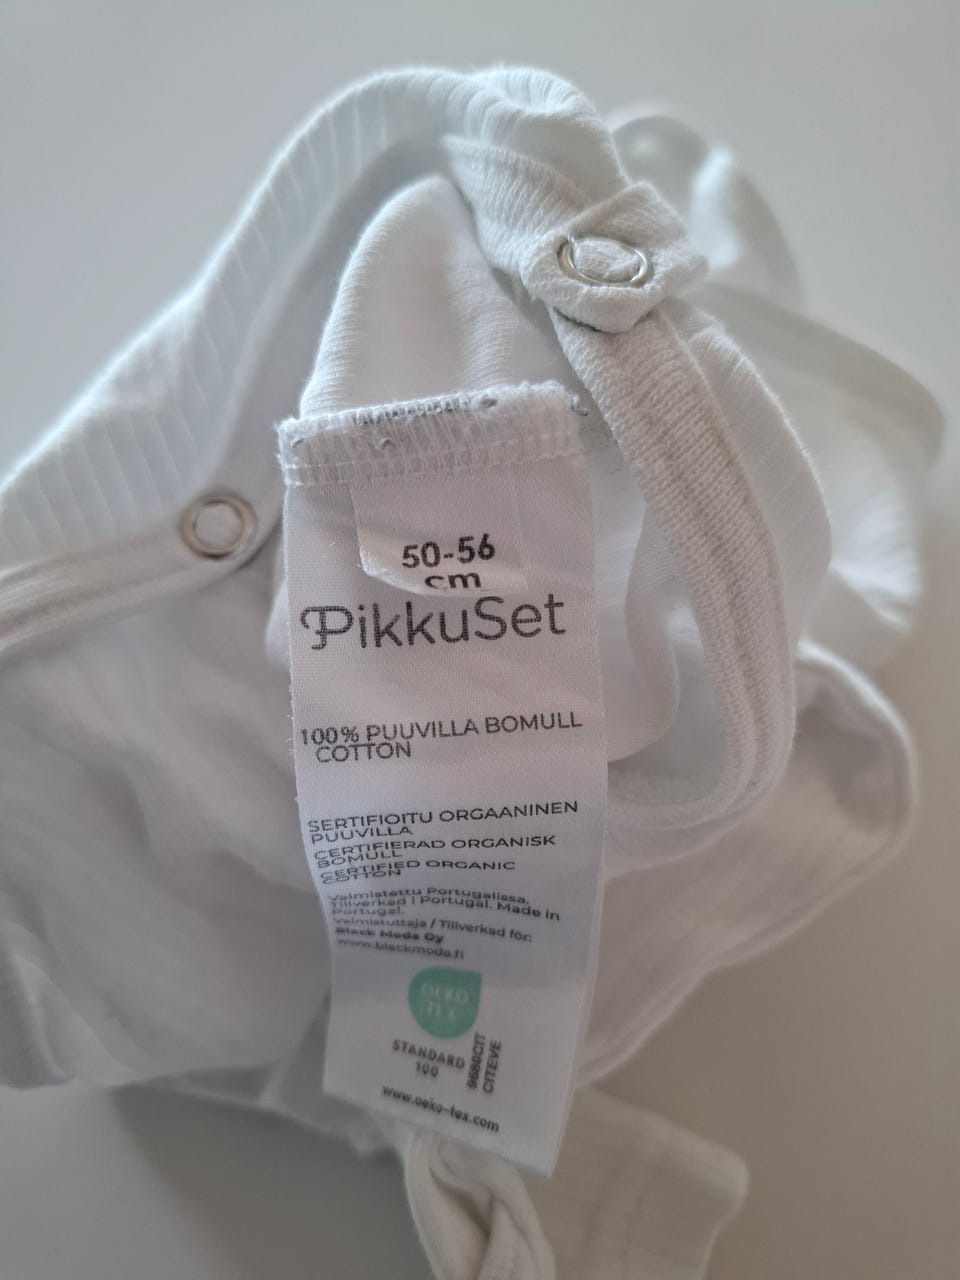 50-56
cm
PikkuSet
100% PUUVILLA BOMULL
COTTON
SERTIFIOITU ORGAANINEN
PUUVILLA
CERTIFIERAD ORGANISK
BOMULL
CERTIFIED ORGANIC
COTTON
Valmistettu Portugalissa.
Tillverkad i Portugal. Made in
Portugal.
Valmistuttaja / Tillverkad för:
Black Moda Oy
www.blackmoda.fi
OEKO
TEX
STANDARD
100
9680CIT
CITEVE
www.oeko-tex.com